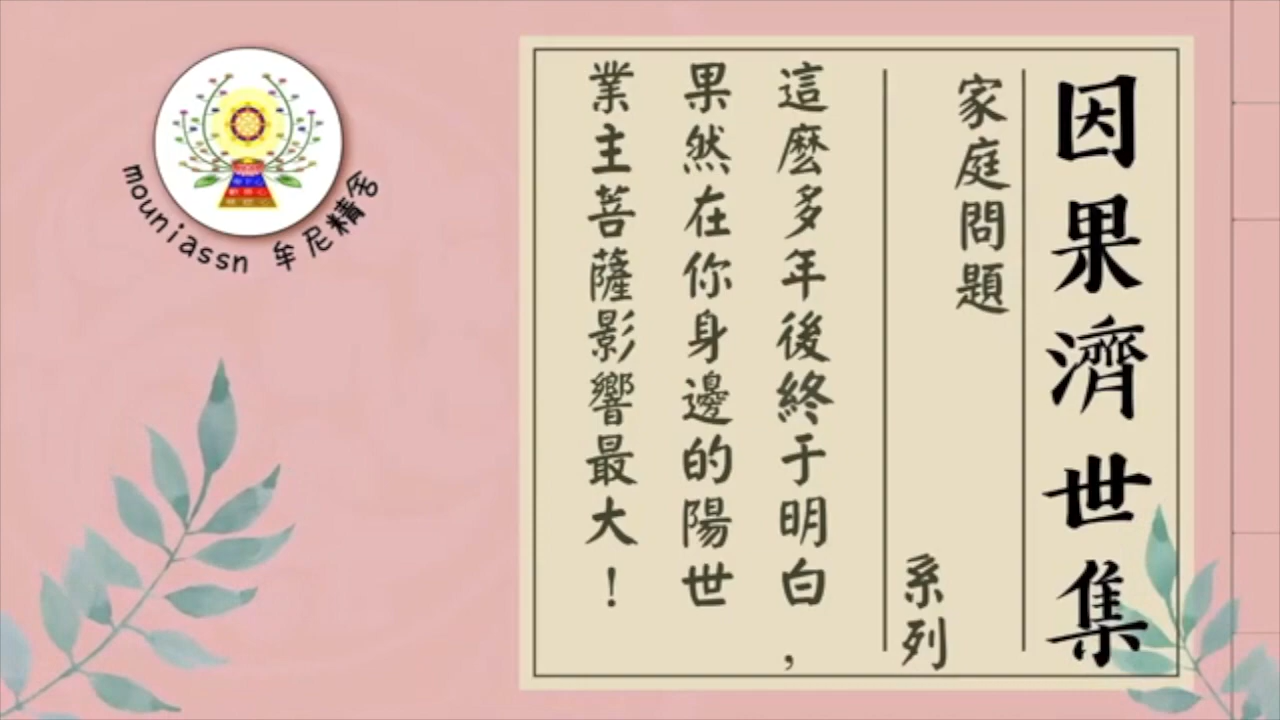 因果濟世集
家庭問題
系列
這麼多年後終于明白，
果然在你身邊的陽世
業主菩薩影響最大！
mouniassn 牟尼精舍